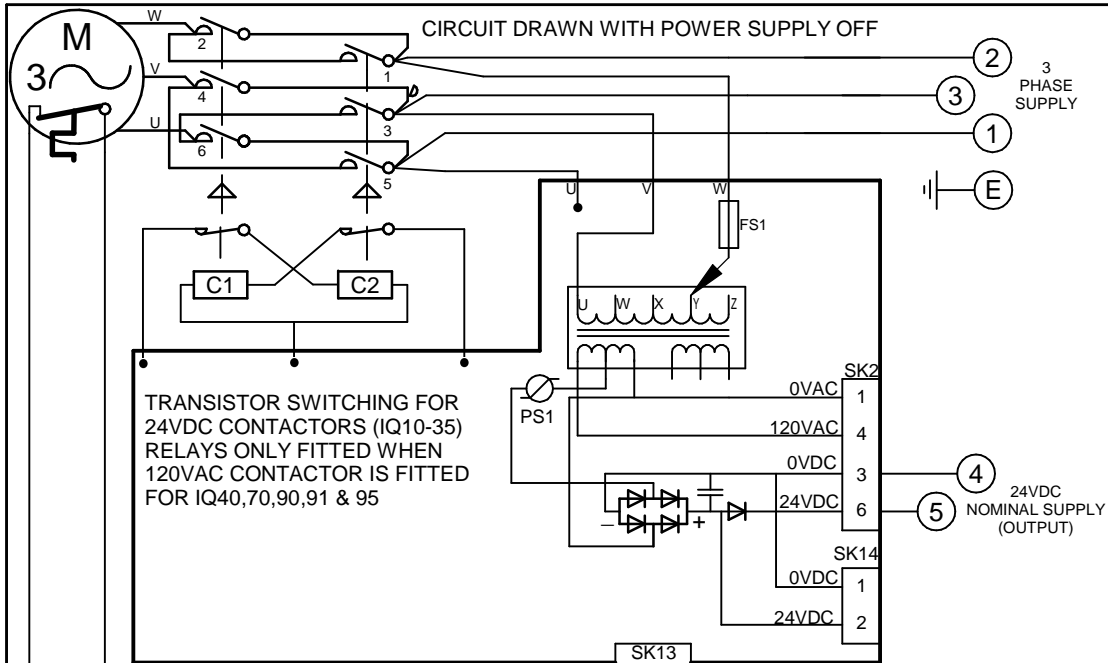 CIRCUIT DRAWN WITH POWER SUPPLY OFF
W
M
3
V
U
2
1
4
3
6
5
2
3
1
E
3
PHASE
SUPPLY
U
V
W
FS1
C1
C2
U
W
X
Y
Z
PS1
TRANSISTOR SWITCHING FOR
24VDC CONTACTORS (IQ10-35)
RELAYS ONLY FITTED WHEN
120VAC CONTACTOR IS FITTED
FOR IQ40,70,90,91 & 95
SK2
0VAC 1
120VAC 4
0VDC 3
24VDC 6
4
5
24VDC
NOMINAL SUPPLY
(OUTPUT)
– +
SK14
0VDC 1
24VDC 2
SK13